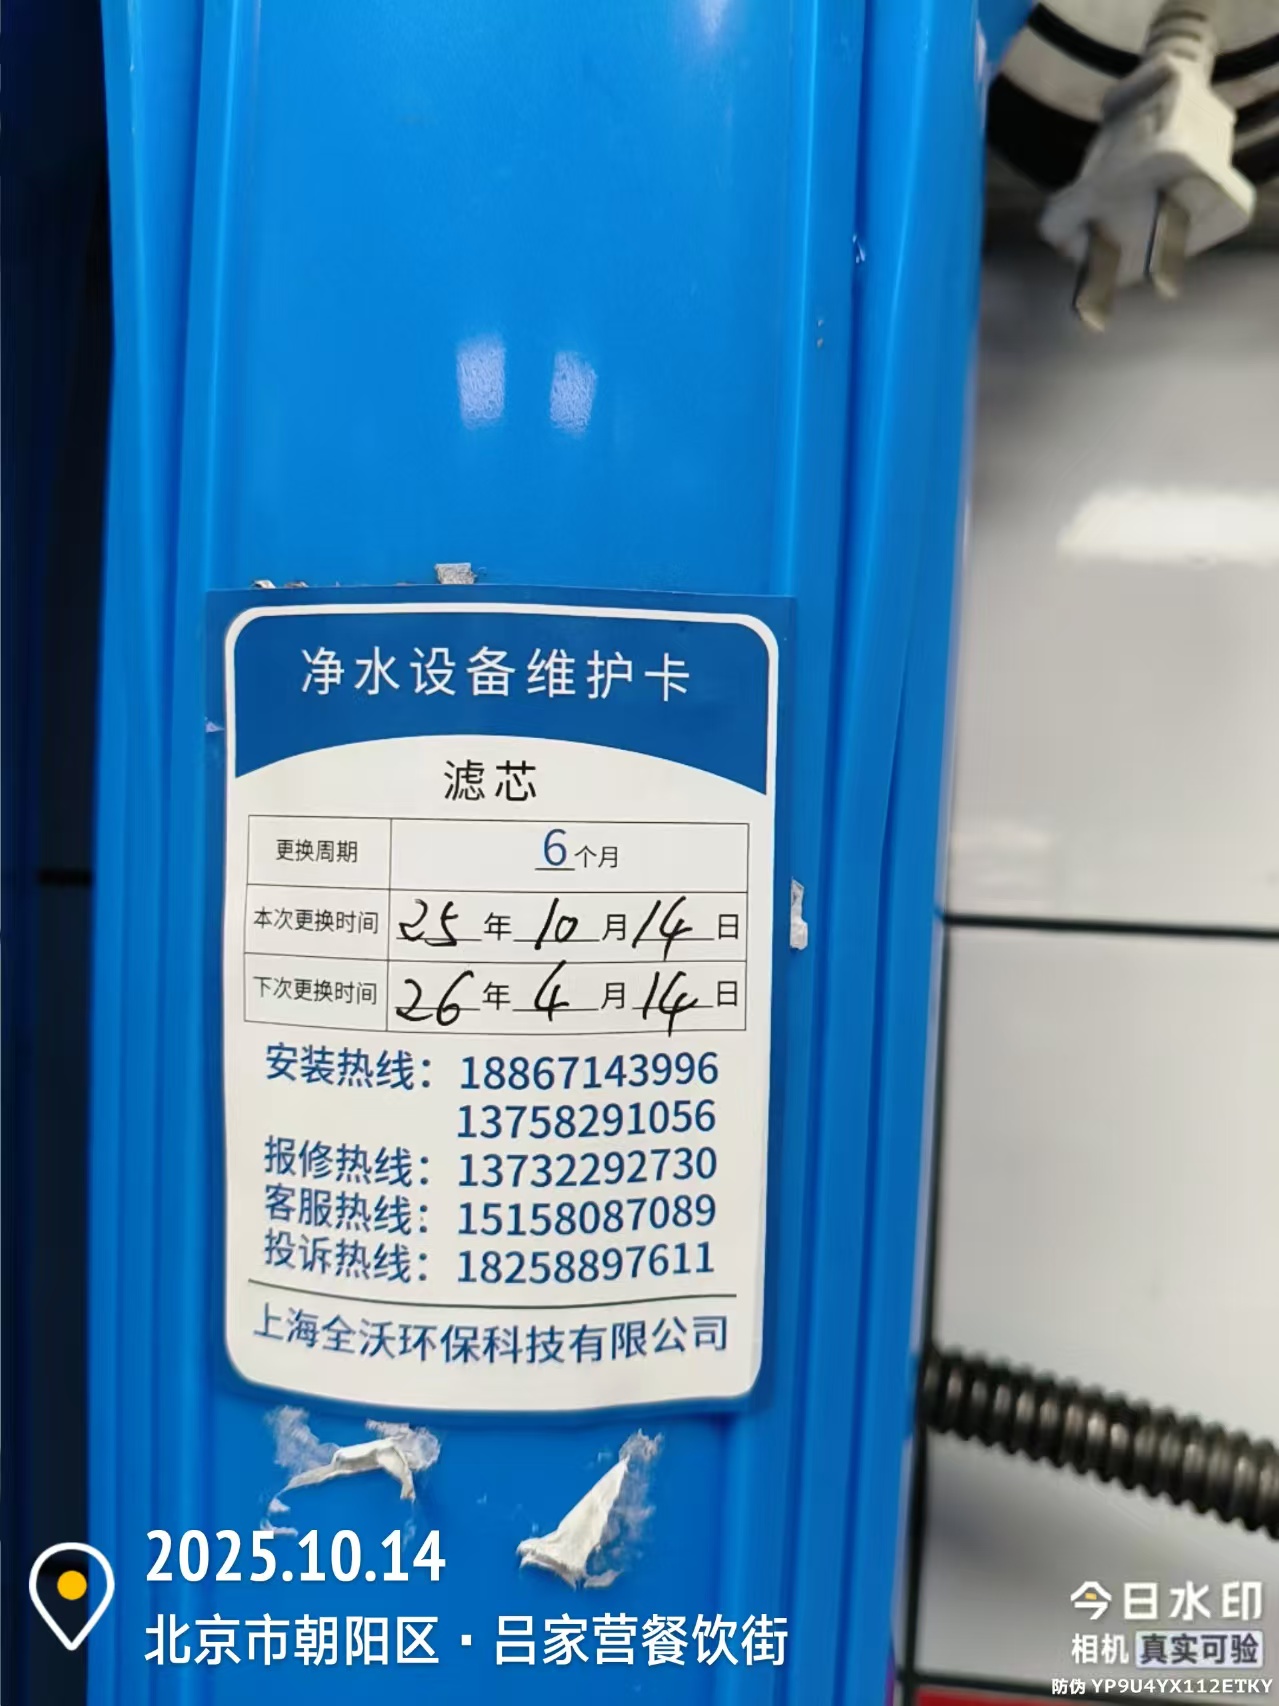 净水设备维护卡
滤芯
更换周期 6个月
本次更换时间 25年10月14日
下次更换时间 26年4月14日
安装热线：18867143996
13758291056
报修热线：13732292730
客服热线：15158087089
投诉热线：18258897611
上海全沃环保科技有限公司
2025.10.14
北京市朝阳区·吕家营餐饮街
今日水印
相机 真实可验
防伪 YP9U4YX112ETKY